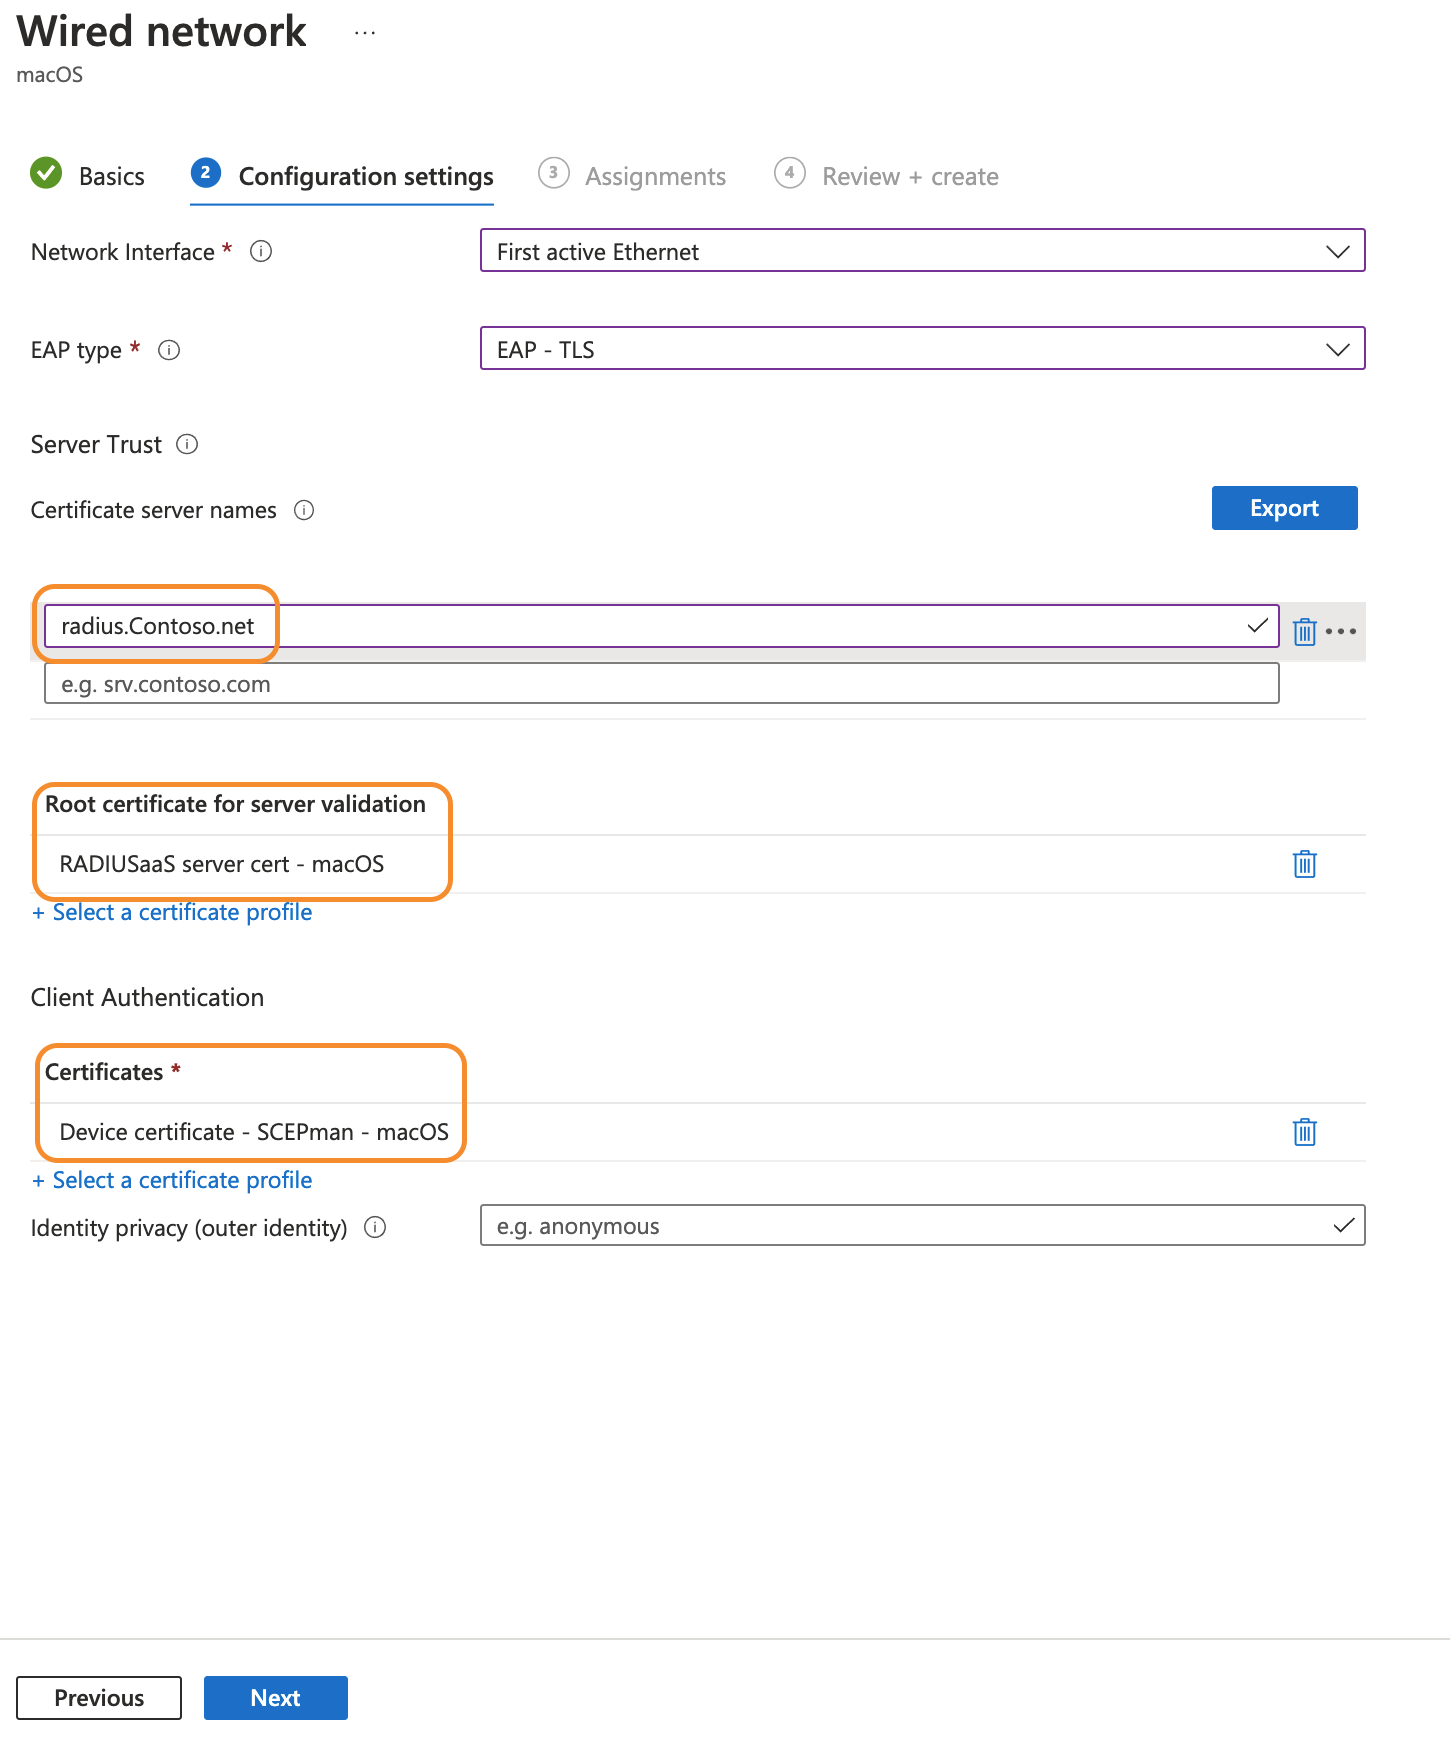 Wired network ...
macOS
Basics 2 Configuration settings 3 Assignments 4 Review + create
Network Interface * First active Ethernet
EAP type * EAP - TLS
Server Trust
Certificate server names Export
radius.Contoso.net
e.g. srv.contoso.com
Root certificate for server validation
RADIUSaaS server cert - macOS
+ Select a certificate profile
Client Authentication
Certificates *
Device certificate - SCEPman - macOS
+ Select a certificate profile
Identity privacy (outer identity) e.g. anonymous
Previous Next